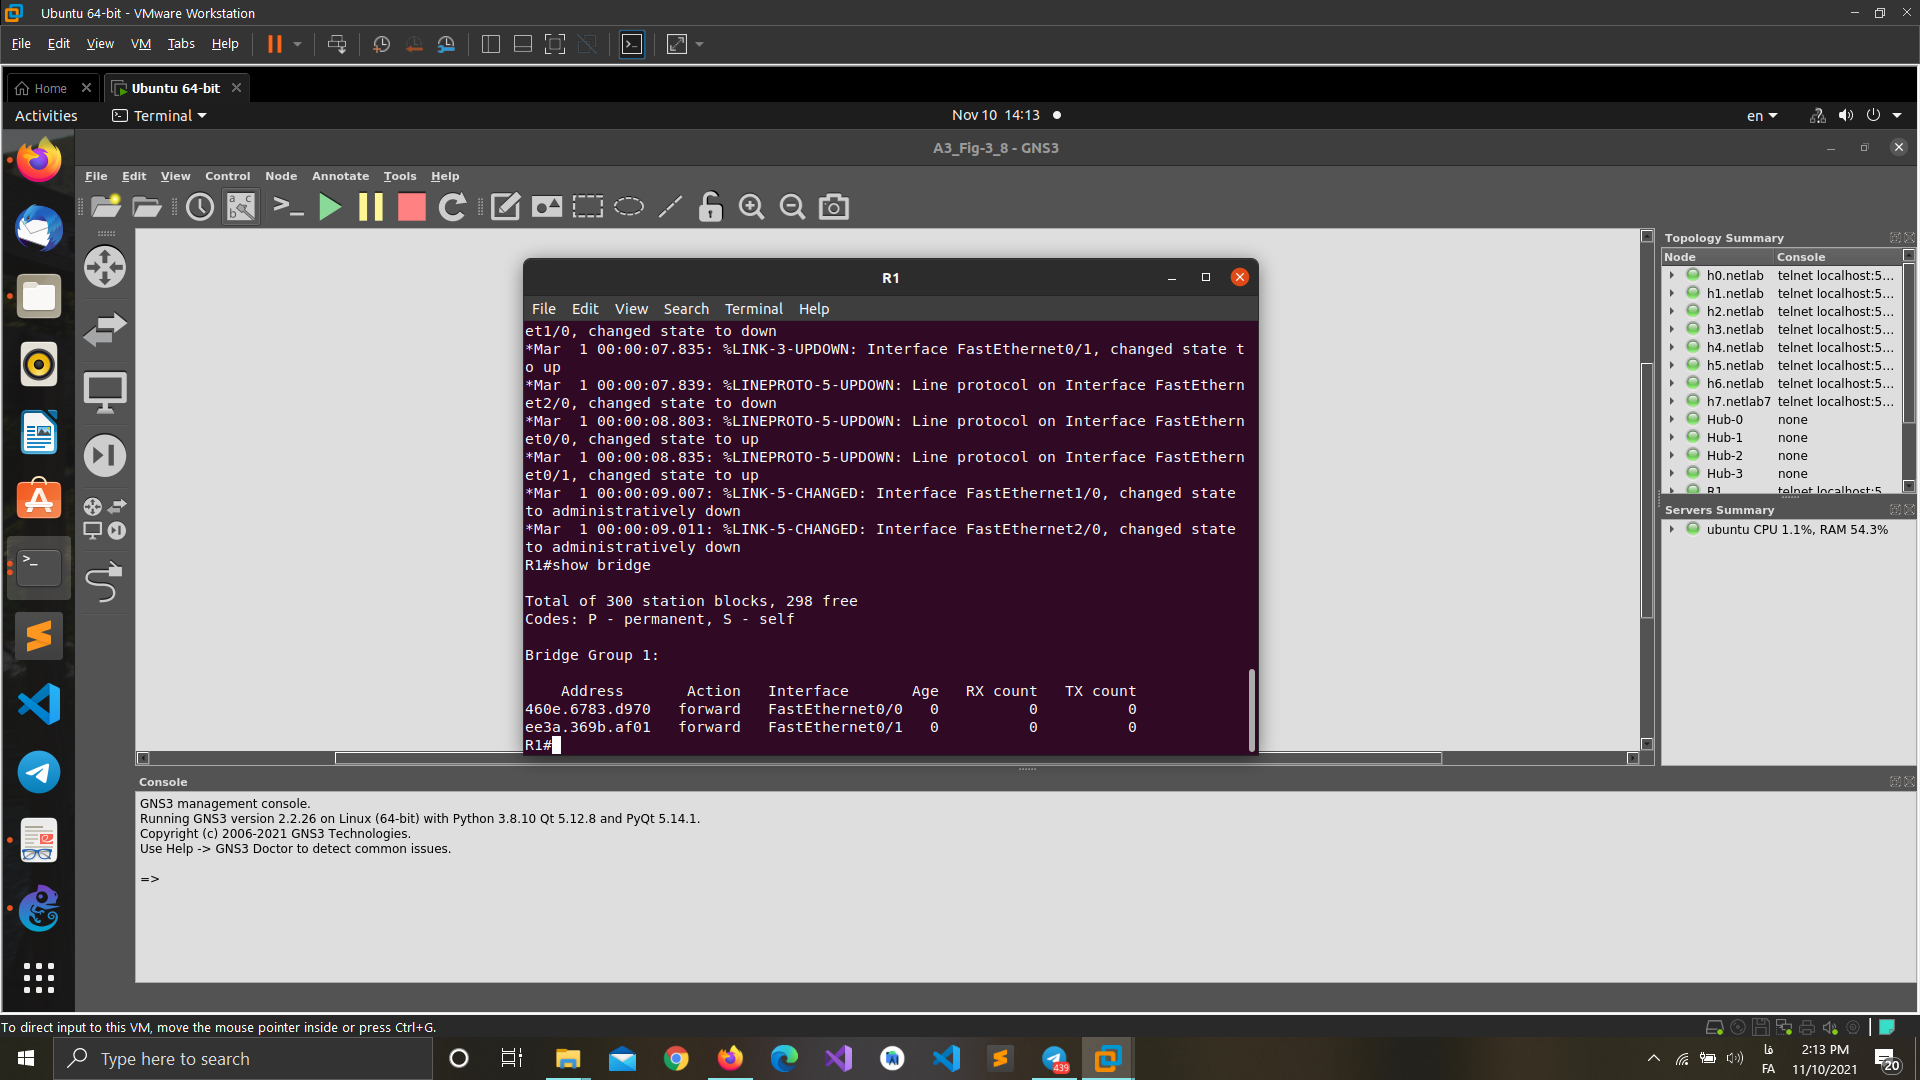 Ubuntu 64-bit - VMware Workstation
File Edit View VM Tabs Help
Home
Ubuntu 64-bit
Activities
Terminal
Nov 10 14:13
en
A3_Fig-3_8 - GNS3
File Edit View Control Node Annotate Tools Help
R1
File Edit View Search Terminal Help
et1/0, changed state to down
*Mar  1 00:00:07.835: %LINK-3-UPDOWN: Interface FastEthernet0/1, changed state t
o up
*Mar  1 00:00:07.839: %LINEPROTO-5-UPDOWN: Line protocol on Interface FastEthern
et2/0, changed state to down
*Mar  1 00:00:08.803: %LINEPROTO-5-UPDOWN: Line protocol on Interface FastEthern
et0/0, changed state to up
*Mar  1 00:00:08.835: %LINEPROTO-5-UPDOWN: Line protocol on Interface FastEthern
et0/1, changed state to up
*Mar  1 00:00:09.007: %LINK-5-CHANGED: Interface FastEthernet1/0, changed state
to administratively down
*Mar  1 00:00:09.011: %LINK-5-CHANGED: Interface FastEthernet2/0, changed state
to administratively down
R1#show bridge
Total of 300 station blocks, 298 free
Codes: P - permanent, S - self
Bridge Group 1:
Address Action Interface Age RX count TX count
460e.6783.d970 forward FastEthernet0/0 0 0 0
ee3a.369b.af01 forward FastEthernet0/1 0 0 0
R1#
Topology Summary
Node Console
h0.netlab telnet localhost:5...
h1.netlab telnet localhost:5...
h2.netlab telnet localhost:5...
h3.netlab telnet localhost:5...
h4.netlab telnet localhost:5...
h5.netlab telnet localhost:5...
h6.netlab telnet localhost:5...
h7.netlab7 telnet localhost:5...
Hub-0 none
Hub-1 none
Hub-2 none
Hub-3 none
R1 telnet localhost:5
Servers Summary
ubuntu CPU 1.1%, RAM 54.3%
Console
GNS3 management console.
Running GNS3 version 2.2.26 on Linux (64-bit) with Python 3.8.10 Qt 5.12.8 and PyQt 5.14.1.
Copyright (c) 2006-2021 GNS3 Technologies.
Use Help -> GNS3 Doctor to detect common issues.
=>
To direct input to this VM, move the mouse pointer inside or press Ctrl+G.
Type here to search
439
فا
FA
2:13 PM
11/10/2021
20